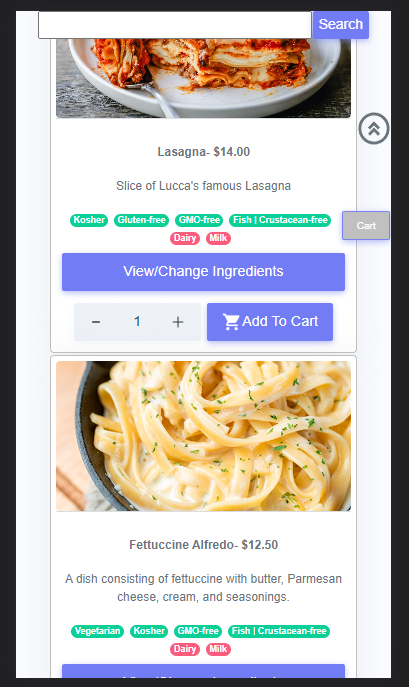 Search
Lasagna- $14.00
Slice of Lucca's famous Lasagna
Kosher Gluten-free GMO-free Fish | Crustacean-free
Dairy Milk
Cart
View/Change Ingredients
− 1 +
Add To Cart
Fettuccine Alfredo- $12.50
A dish consisting of fettuccine with butter, Parmesan
cheese, cream, and seasonings.
Vegetarian Kosher GMO-free Fish | Crustacean-free
Dairy Milk